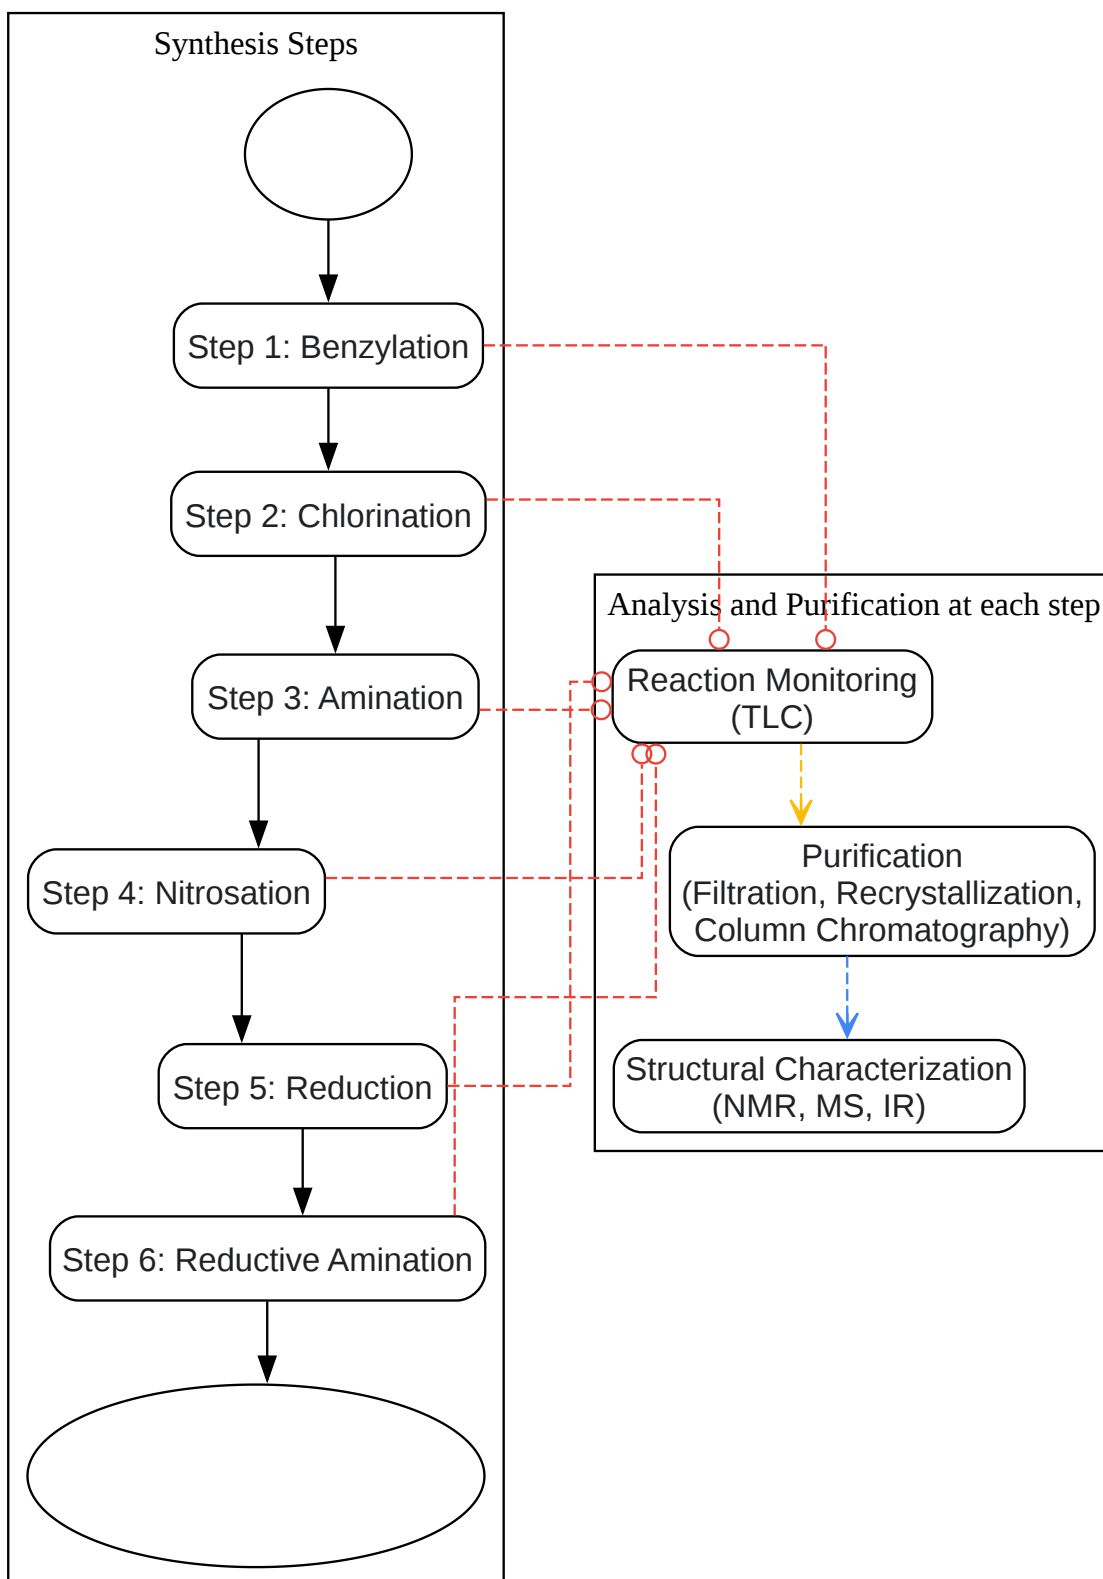 Synthesis Steps
Step 1: Benzylation
Step 2: Chlorination
Step 3: Amination
Step 4: Nitrosation
Step 5: Reduction
Step 6: Reductive Amination
Analysis and Purification at each step
Reaction Monitoring
(TLC)
Purification
(Filtration, Recrystallization,
Column Chromatography)
Structural Characterization
(NMR, MS, IR)